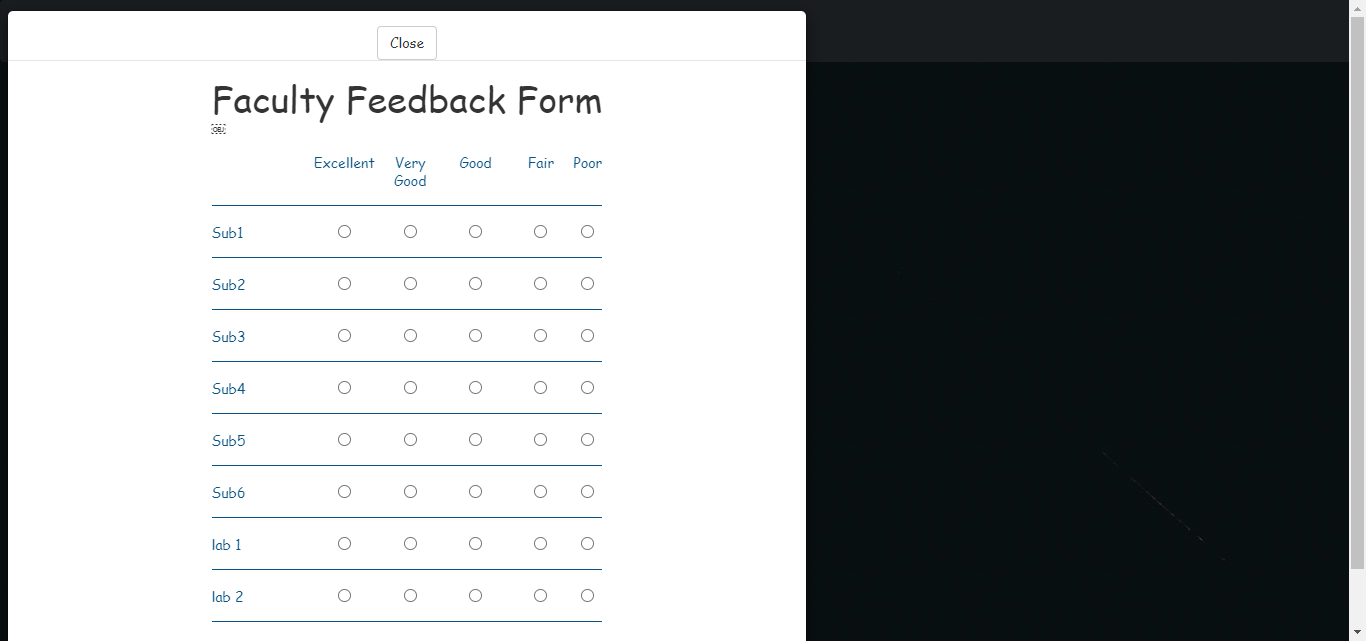 Close
Faculty Feedback Form
OBJ
Excellent Very Good Good Fair Poor
Sub1
Sub2
Sub3
Sub4
Sub5
Sub6
lab 1
lab 2